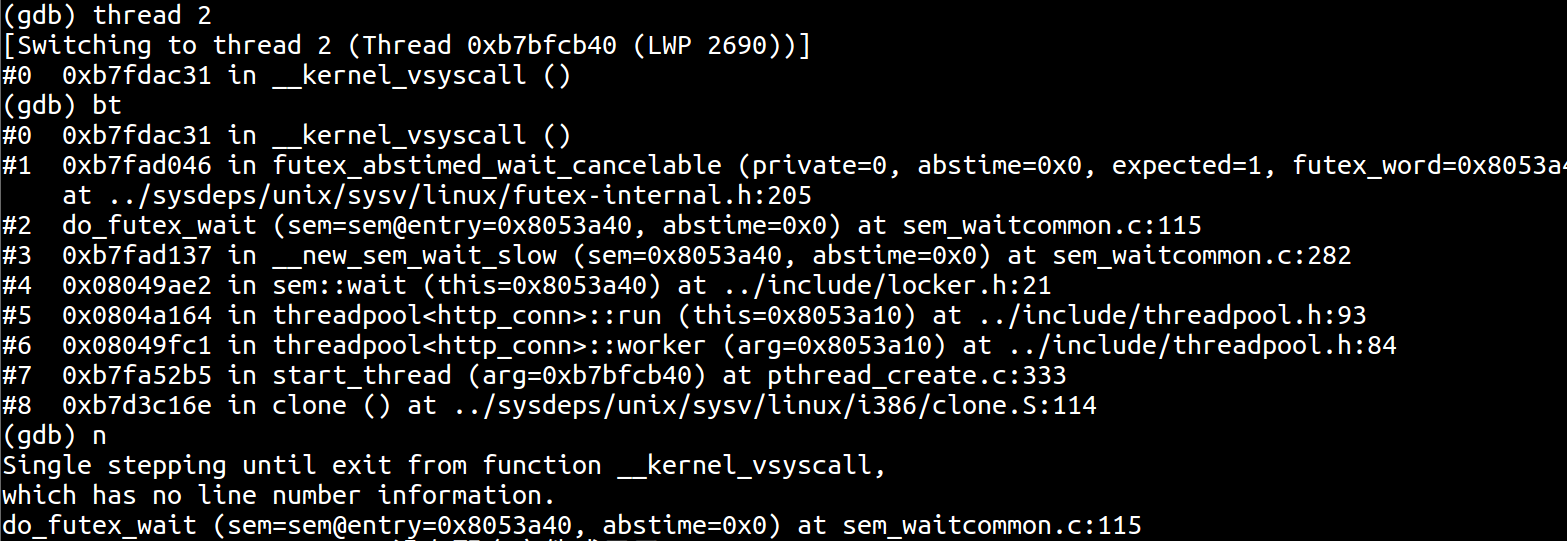 (gdb) thread 2
[Switching to thread 2 (Thread 0xb7bfcb40 (LWP 2690))]
#0  0xb7fdac31 in __kernel_vsyscall ()
(gdb) bt
#0  0xb7fdac31 in __kernel_vsyscall ()
#1  0xb7fad046 in futex_abstimed_wait_cancelable (private=0, abstime=0x0, expected=1, futex_word=0x8053a4
    at ../sysdeps/unix/sysv/linux/futex-internal.h:205
#2  do_futex_wait (sem=sem@entry=0x8053a40, abstime=0x0) at sem_waitcommon.c:115
#3  0xb7fad137 in __new_sem_wait_slow (sem=0x8053a40, abstime=0x0) at sem_waitcommon.c:282
#4  0x08049ae2 in sem::wait (this=0x8053a40) at ../include/locker.h:21
#5  0x0804a164 in threadpool<http_conn>::run (this=0x8053a10) at ../include/threadpool.h:93
#6  0x08049fc1 in threadpool<http_conn>::worker (arg=0x8053a10) at ../include/threadpool.h:84
#7  0xb7fa52b5 in start_thread (arg=0xb7bfcb40) at pthread_create.c:333
#8  0xb7d3c16e in clone () at ../sysdeps/unix/sysv/linux/i386/clone.S:114
(gdb) n
Single stepping until exit from function __kernel_vsyscall,
which has no line number information.
do_futex_wait (sem=sem@entry=0x8053a40, abstime=0x0) at sem_waitcommon.c:115